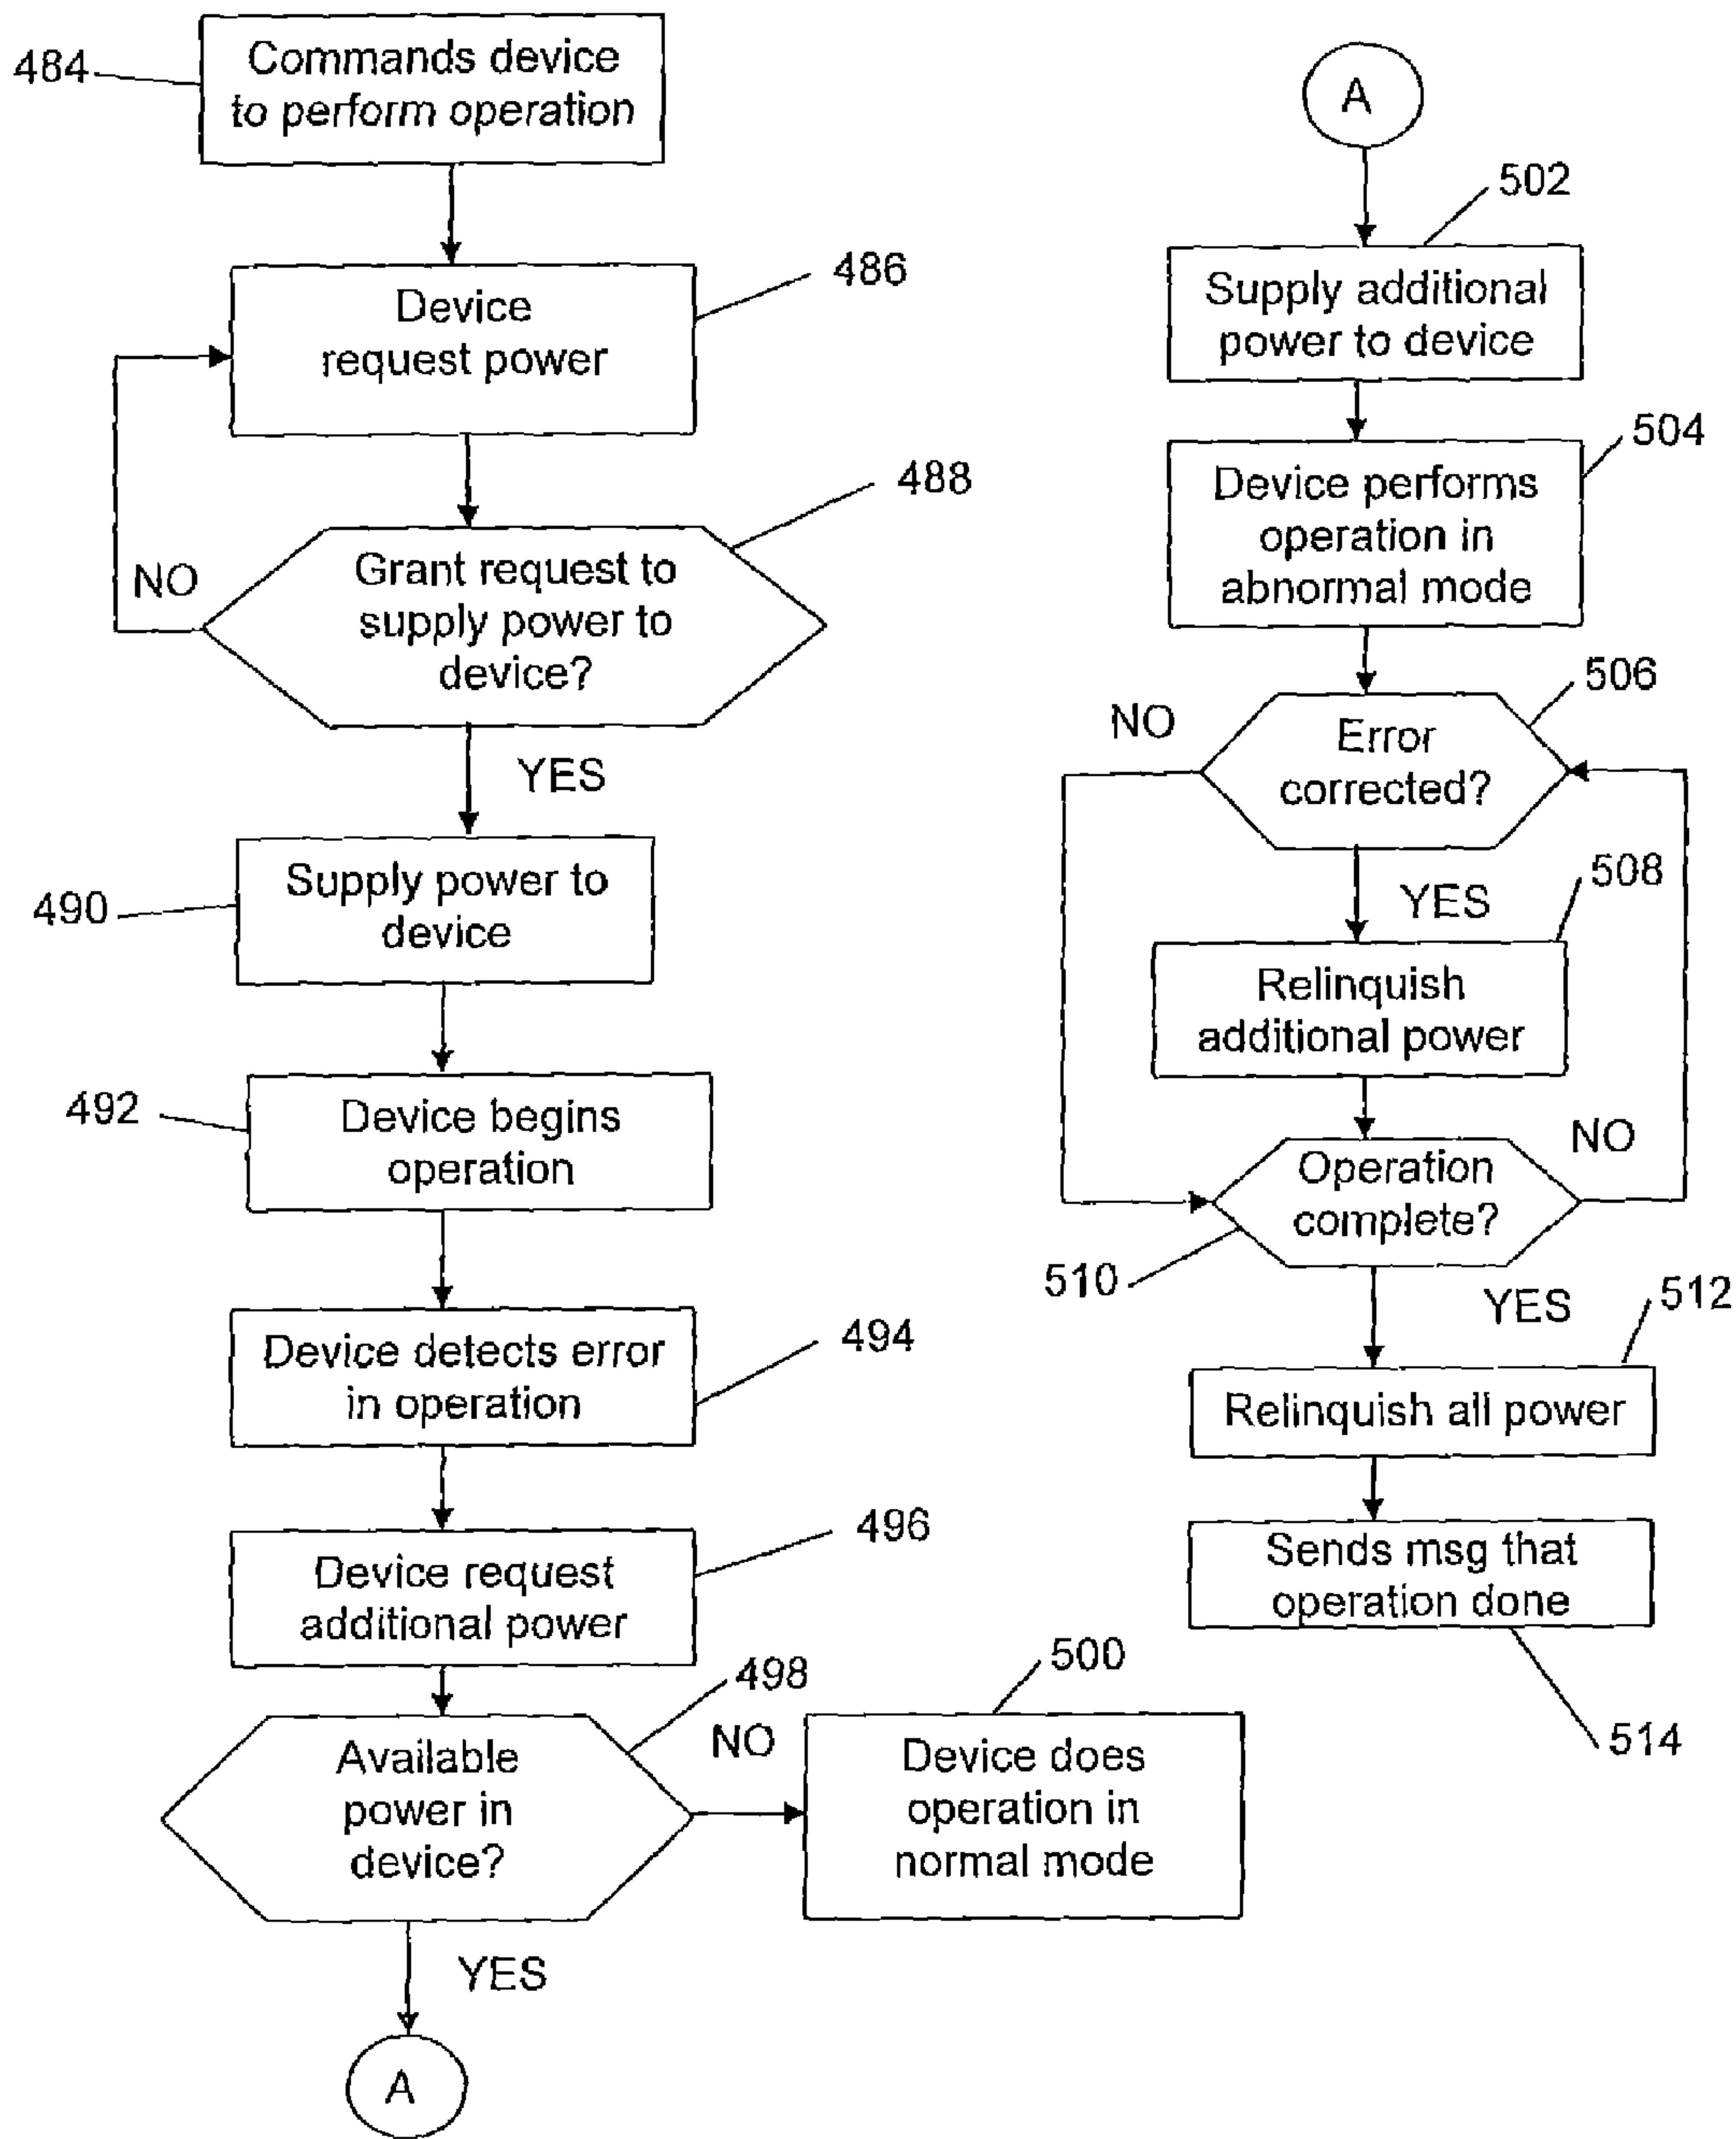 484
Commands device
to perform operation
Device
request power
486
Grant request to
supply power to
device?
488
NO
YES
Supply power to
device
490
Device begins
operation
492
Device detects error
in operation
494
Device request
additional power
496
Available
power in
device?
498
NO
Device does
operation in
normal mode
500
YES
A
A
Supply additional
power to device
502
Device performs
operation in
abnormal mode
504
Error
corrected?
506
NO
YES
Relinquish
additional power
508
Operation
complete?
510
NO
YES
Relinquish all power
512
Sends msg that
operation done
514